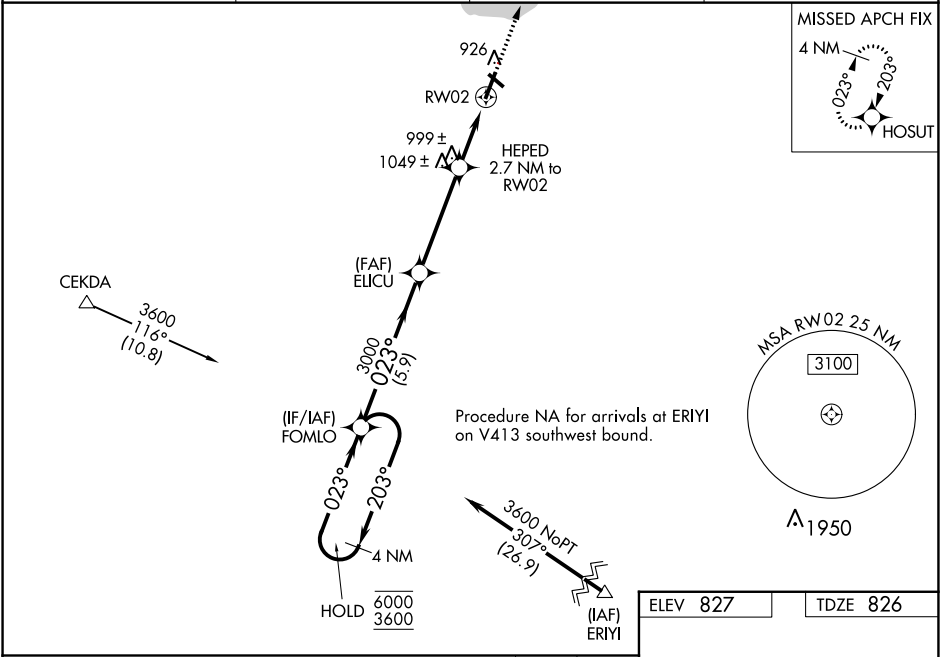 MISSED APCH FIX
4 NM
023°
203°
HOSUT
926
RW02
999 ±
1049 ±
HEPED
2.7 NM to
RW02
(FAF)
ELICU
CEKDA
3600
116°
(10.8)
3000
023°
(5.9)
MSA RW02 25 NM
3100
1950
(IF/IAF)
FOMLO
Procedure NA for arrivals at ERIYI
on V413 southwest bound.
023°
203°
4 NM
HOLD
6000
3600
3600 NoPT
307°
(26.9)
(IAF)
ERIYI
ELEV 827
TDZE 826